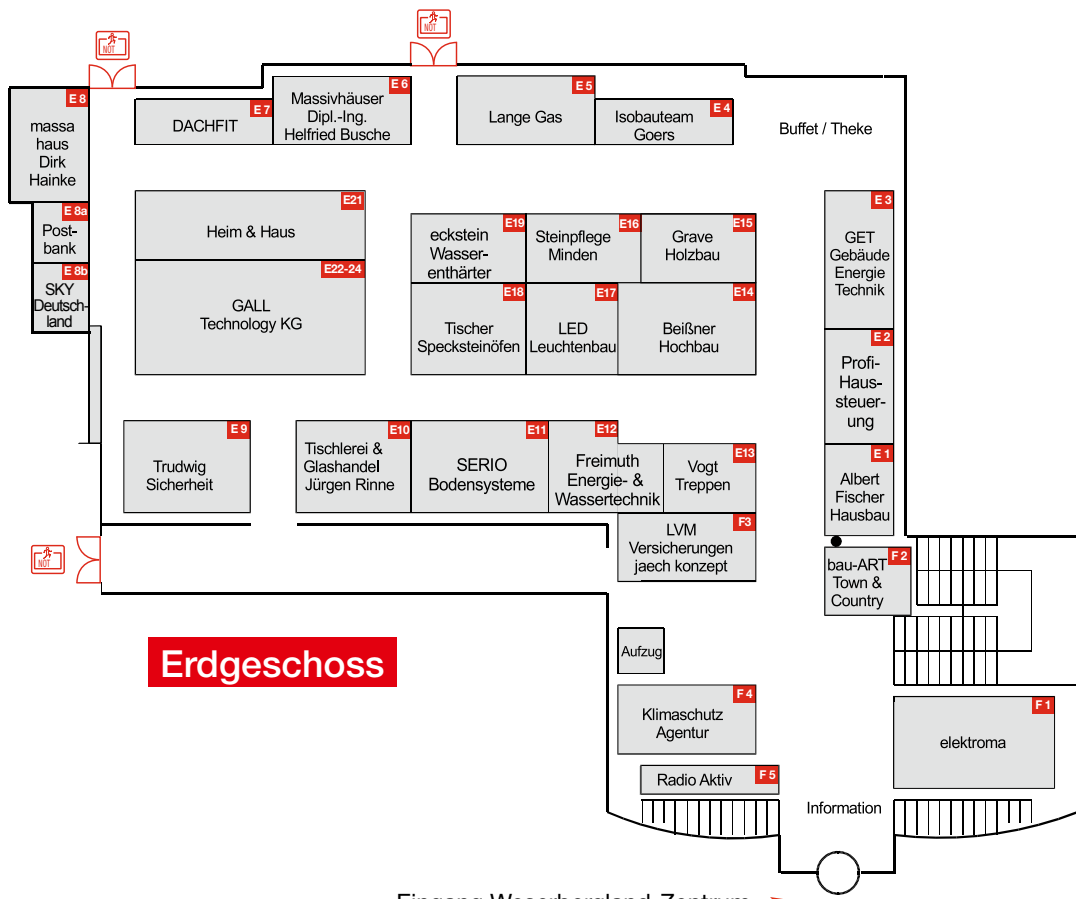 NOT
NOT
E 8
massa
haus
Dirk
Hainke
E 7
DACHFIT
E 6
Massivhäuser
Dipl.-Ing.
Helfried Busche
E 5
Lange Gas
E 4
Isobauteam
Goers
Buffet / Theke
E 8a
Post-
bank
E 8b
SKY
Deutsch-
land
E21
Heim & Haus
E22-24
GALL
Technology KG
E19
eckstein
Wasser-
enthärter
E16
Steinpflege
Minden
E15
Grave
Holzbau
E18
Tischer
Specksteinöfen
E17
LED
Leuchtenbau
E14
Beißner
Hochbau
E 3
GET
Gebäude
Energie
Technik
E 2
Profi-
Haus-
steuer-
ung
E 1
Albert
Fischer
Hausbau
E 9
Trudwig
Sicherheit
E10
Tischlerei &
Glashandel
Jürgen Rinne
E11
SERIO
Bodensysteme
E12
Freimuth
Energie- &
Wassertechnik
E13
Vogt
Treppen
F3
LVM
Versicherungen
jaech konzept
F 2
bau-ART
Town &
Country
NOT
Erdgeschoss
Aufzug
F 4
Klimaschutz
Agentur
F 1
elektroma
F 5
Radio Aktiv
Information
Eingang Weserbergland-Zentrum